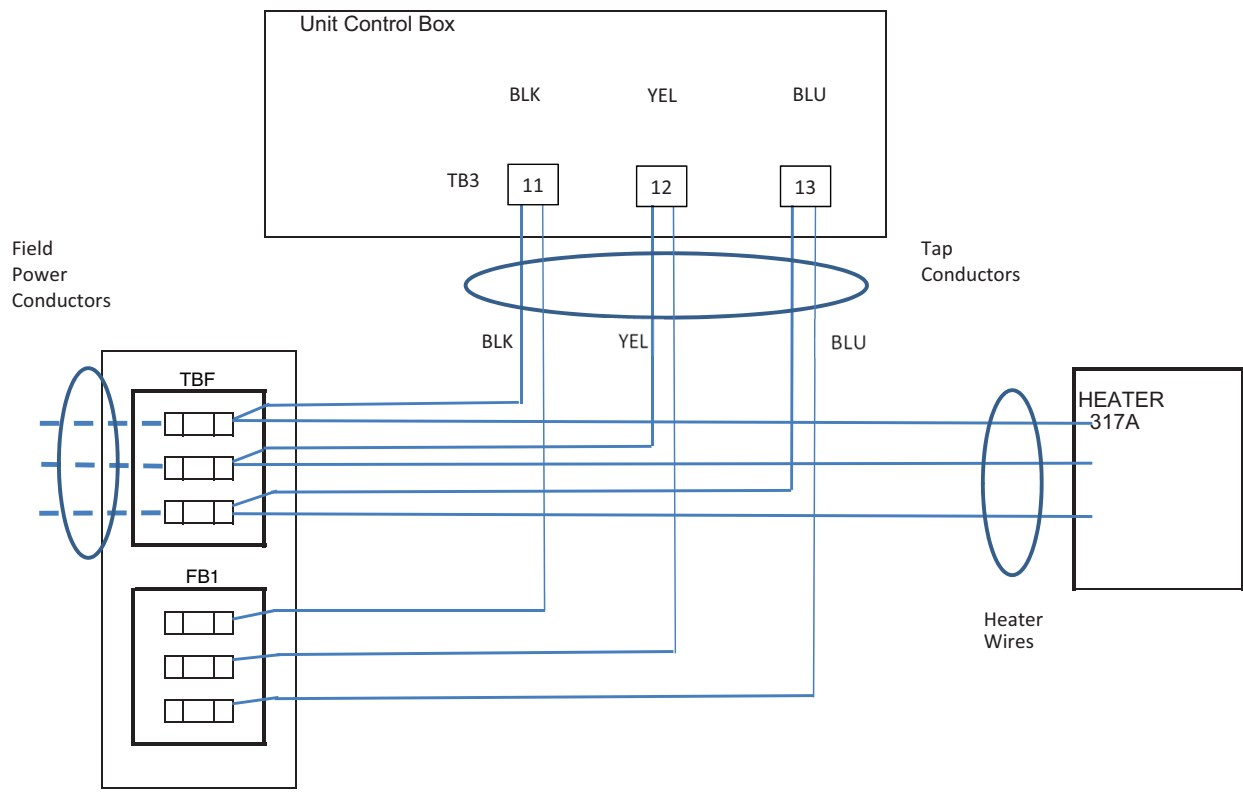 Unit Control Box
BLK YEL BLU
TB3 11 12 13
Field
Power
Conductors
Tap
Conductors
BLK YEL BLU
TBF
HEATER
317A
FB1
Heater
Wires